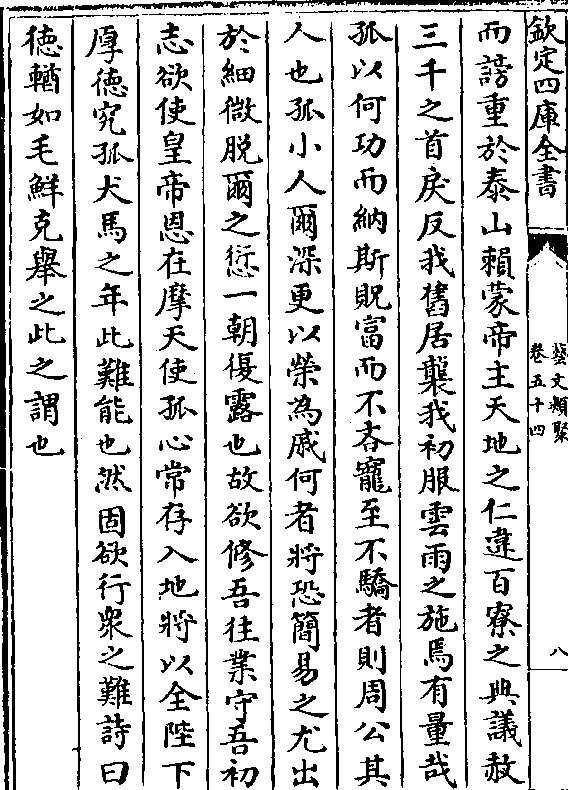 欽定四庫全書
藝文類聚
卷五十四
八
而謗重於泰山賴蒙帝主天地之仁違百寮之典議赦
三千之首戾反我舊居襲我初服雲雨之施焉有量哉
孤以何功而納斯貺富而不吝寵至不驕者則周公其
人也孤小人爾深更以榮為戚何者將恐簡易之尤出
於細微脫爾之愆一朝復露也故欲修吾往業守吾初
志欲使皇帝恩在摩天使孤心常存入地將以全陛下
厚德究孤犬馬之年此難能也然固欲行衆之難詩曰
德輶如毛鮮克舉之此之謂也